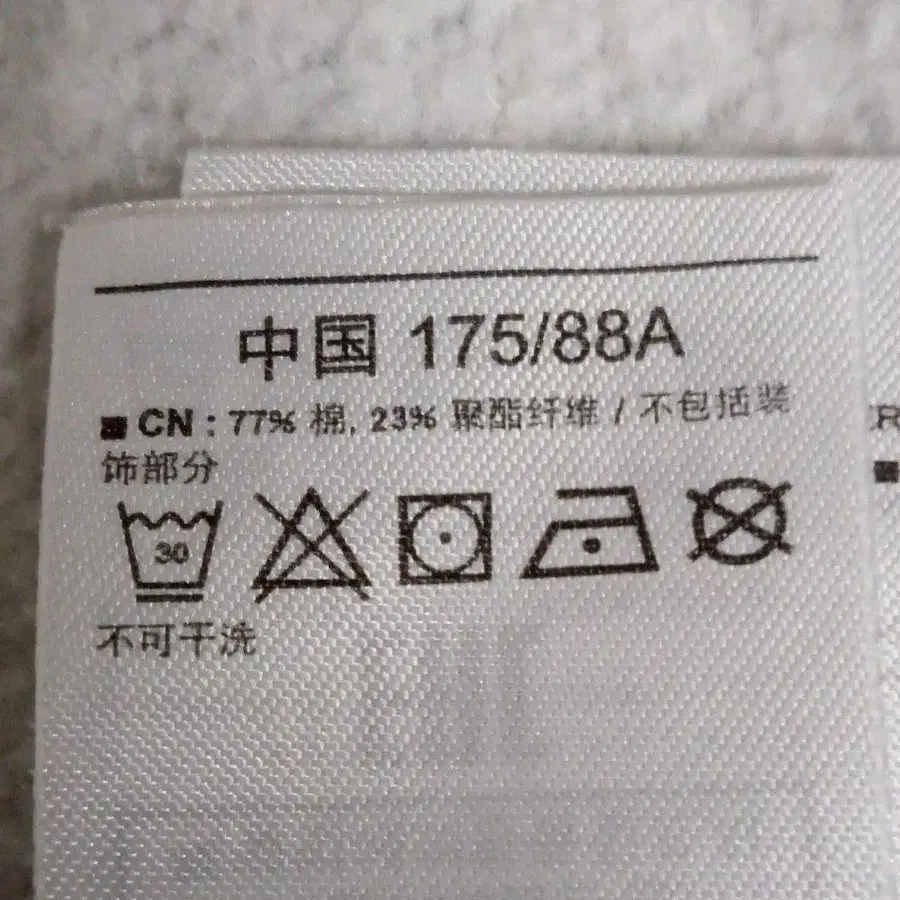 中国 175/88A
■ CN : 77% 棉, 23% 聚酯纤维 / 不包括装
饰部分
30
不可干洗